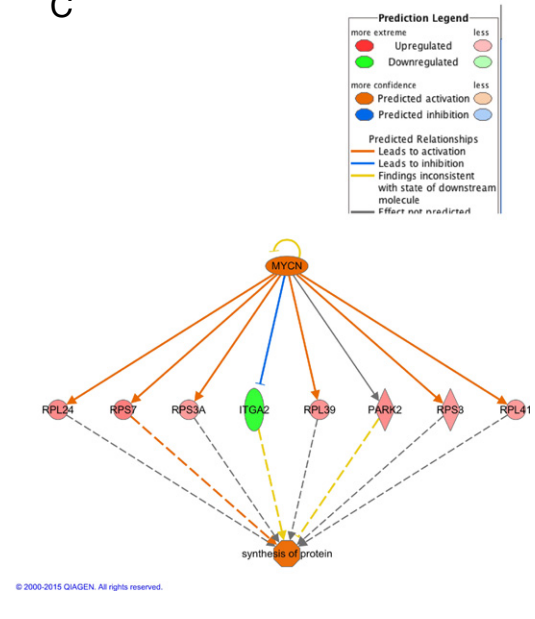 C
Prediction Legend
more extreme less
Upregulated
Downregulated
more confidence less
Predicted activation
Predicted inhibition
Predicted Relationships
Leads to activation
Leads to inhibition
Findings inconsistent
with state of downstream
molecule
Effect not predicted
MYCN
RPL24 RPS7 RPS3A ITGA2 RPL39 PARK2 RPS3 RPL41
synthesis of protein
© 2000-2015 QIAGEN. All rights reserved.